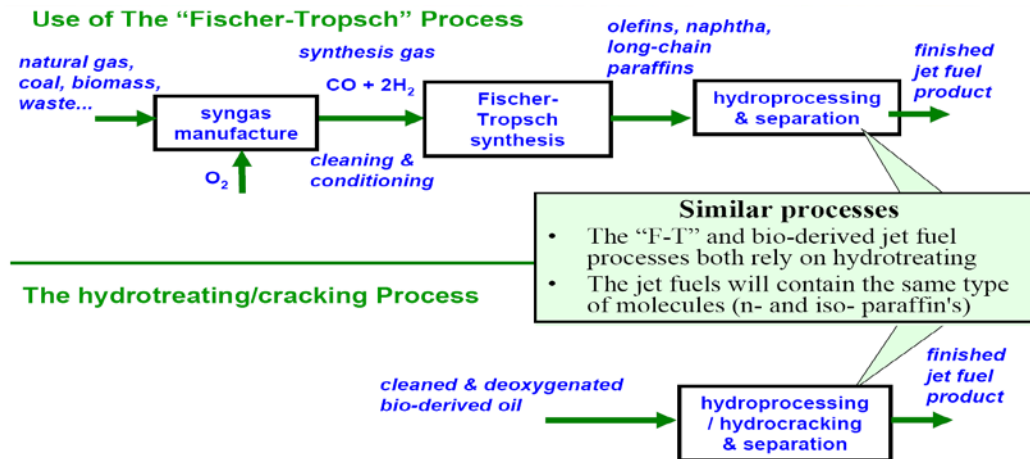 Use of The “Fischer-Tropsch” Process
natural gas,
coal, biomass,
waste...
syngas
manufacture
O₂
synthesis gas
CO + 2H₂
cleaning &
conditioning
Fischer-
Tropsch
synthesis
olefins, naphtha,
long-chain
paraffins
hydroprocessing
& separation
finished
jet fuel
product
Similar processes
• The “F-T” and bio-derived jet fuel
processes both rely on hydrotreating
• The jet fuels will contain the same type
of molecules (n- and iso- paraffin's)
The hydrotreating/cracking Process
cleaned & deoxygenated
bio-derived oil
hydroprocessing
/ hydrocracking
& separation
finished
jet fuel
product